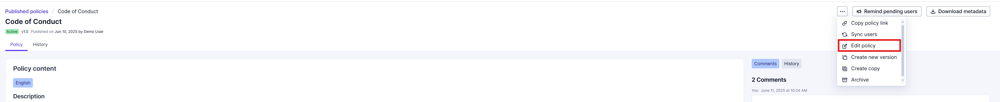 Published policies / Code of Conduct
Code of Conduct
Active v1.0 Published on Jun 10, 2025 by Demo User
Policy History
... Remind pending users Download metadata
Copy policy link
Sync users
Edit policy
Create new version
Create copy
Archive
Policy content
English
Description
Comments History
2 Comments
You June 11, 2025 at 10:24 AM